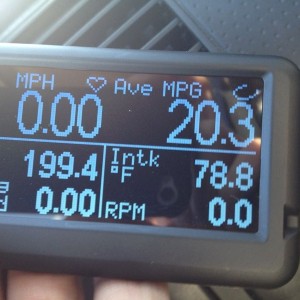 MPH Ave MPG
0.00 20.3
199.4 Intk °F 78.8
0.00 RPM 0.0